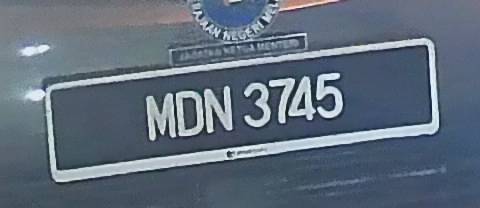 NEGERI
JABATAN KETUA MENTERI
MDN 3745